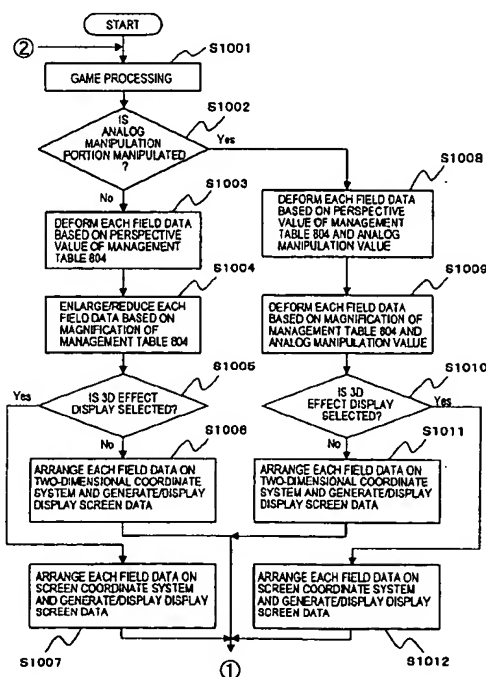 START
②
S1001
GAME PROCESSING
S1002
IS
ANALOG
MANIPULATION
PORTION MANIPULATED
?
Yes
No
S1003
DEFORM EACH FIELD DATA
BASED ON PERSPECTIVE
VALUE OF MANAGEMENT
TABLE 804
S1008
DEFORM EACH FIELD DATA
BASED ON PERSPECTIVE
VALUE OF MANAGEMENT
TABLE 804 AND ANALOG
MANIPULATION VALUE
S1004
ENLARGE/REDUCE EACH
FIELD DATA BASED ON
MAGNIFICATION OF
MANAGEMENT TABLE 804
S1009
DEFORM EACH FIELD DATA
BASED ON MAGNIFICATION OF
MANAGEMENT TABLE 804 AND
ANALOG MANIPULATION VALUE
S1005
Yes
IS 3D EFFECT
DISPLAY SELECTED?
No
S1010
IS 3D
EFFECT DISPLAY
SELECTED?
Yes
No
S1006
ARRANGE EACH FIELD DATA ON
TWO-DIMENSIONAL COORDINATE
SYSTEM AND GENERATE/DISPLAY
DISPLAY SCREEN DATA
S1011
ARRANGE EACH FIELD DATA ON
TWO-DIMENSIONAL COORDINATE
SYSTEM AND GENERATE/DISPLAY
DISPLAY SCREEN DATA
ARRANGE EACH FIELD DATA ON
SCREEN COORDINATE SYSTEM
AND GENERATE/DISPLAY DISPLAY
SCREEN DATA
S1007
ARRANGE EACH FIELD DATA ON
SCREEN COORDINATE SYSTEM
AND GENERATE/DISPLAY DISPLAY
SCREEN DATA
S1012
①